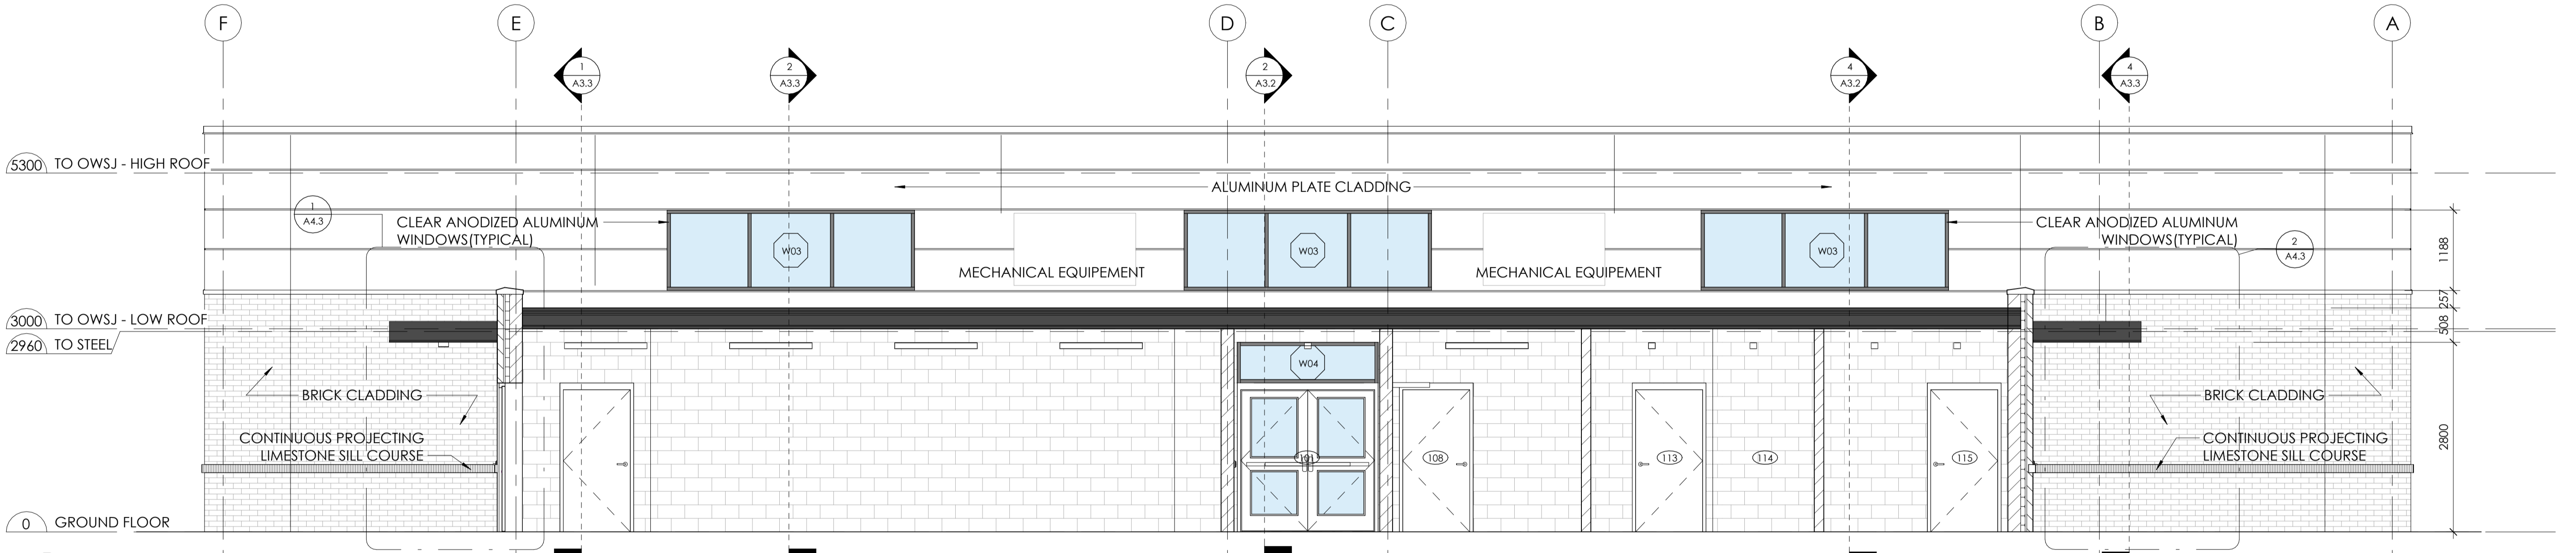 F
E
D
C
B
A
1
A3.3
2
A3.3
2
A3.2
4
A3.2
4
A3.3
5300 TO OWSJ - HIGH ROOF
ALUMINUM PLATE CLADDING
1
A4.3
CLEAR ANODIZED ALUMINUM
WINDOWS(TYPICAL)
W03
MECHANICAL EQUIPEMENT
W03
MECHANICAL EQUIPEMENT
W03
CLEAR ANODIZED ALUMINUM
WINDOWS(TYPICAL)
2
A4.3
1188
257
508
2800
3000 TO OWSJ - LOW ROOF
2960 TO STEEL
W04
BRICK CLADDING
BRICK CLADDING
CONTINUOUS PROJECTING
LIMESTONE SILL COURSE
108
113
114
115
CONTINUOUS PROJECTING
LIMESTONE SILL COURSE
0 GROUND FLOOR